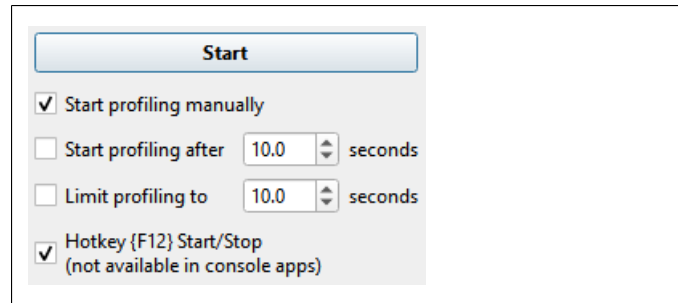 Start
Start profiling manually
Start profiling after 10.0 seconds
Limit profiling to 10.0 seconds
Hotkey {F12} Start/Stop
(not available in console apps)